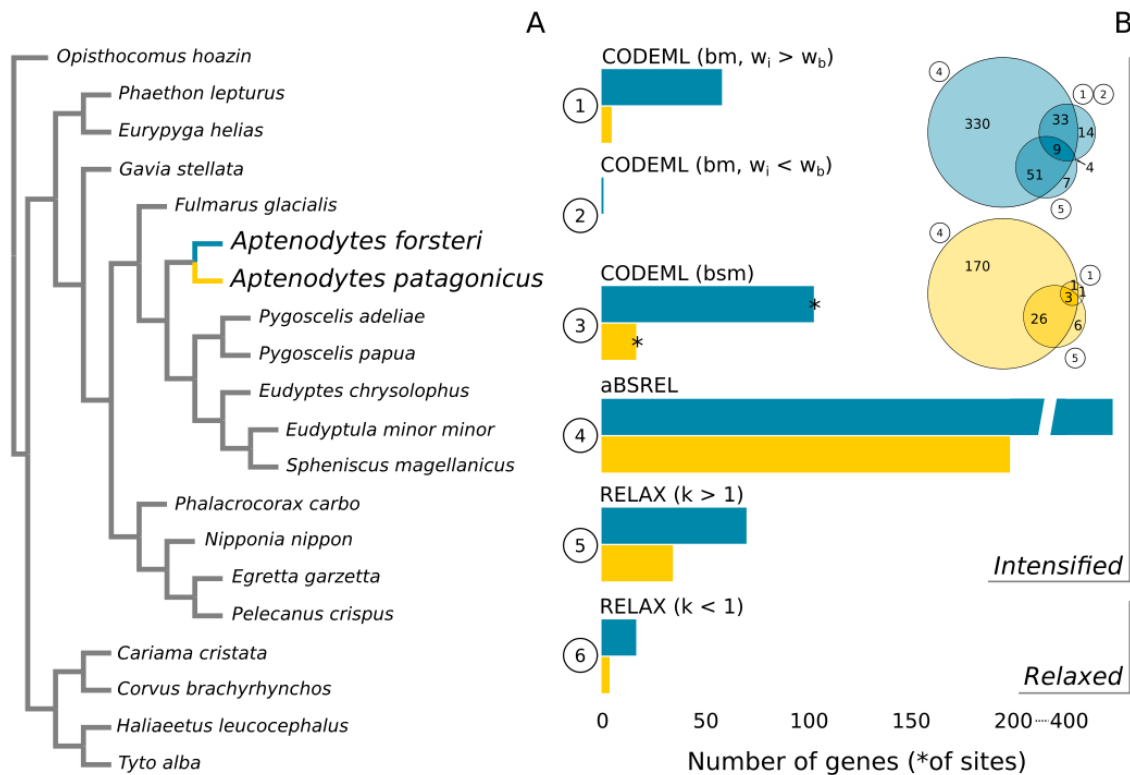 A
B
Opisthocomus hoazin
Phaethon lepturus
Eurypyga helias
Gavia stellata
Fulmarus glacialis
Aptenodytes forsteri
Aptenodytes patagonicus
Pygoscelis adeliae
Pygoscelis papua
Eudyptes chrysolophus
Eudyptula minor minor
Spheniscus magellanicus
Phalacrocorax carbo
Nipponia nippon
Egretta garzetta
Pelecanus crispus
Cariama cristata
Corvus brachyrhynchos
Haliaeetus leucocephalus
Tyto alba
CODEML (bm, wi > wb)
1
CODEML (bm, wi < wb)
2
CODEML (bsm)
3
*
*
aBSREL
4
RELAX (k > 1)
5
RELAX (k < 1)
6
4
1 2
330
33
14
9
4
51
7
5
4
170
1
1
1
3
26
6
5
Intensified
Relaxed
0 50 100 150 200 ····· 400
Number of genes (*of sites)